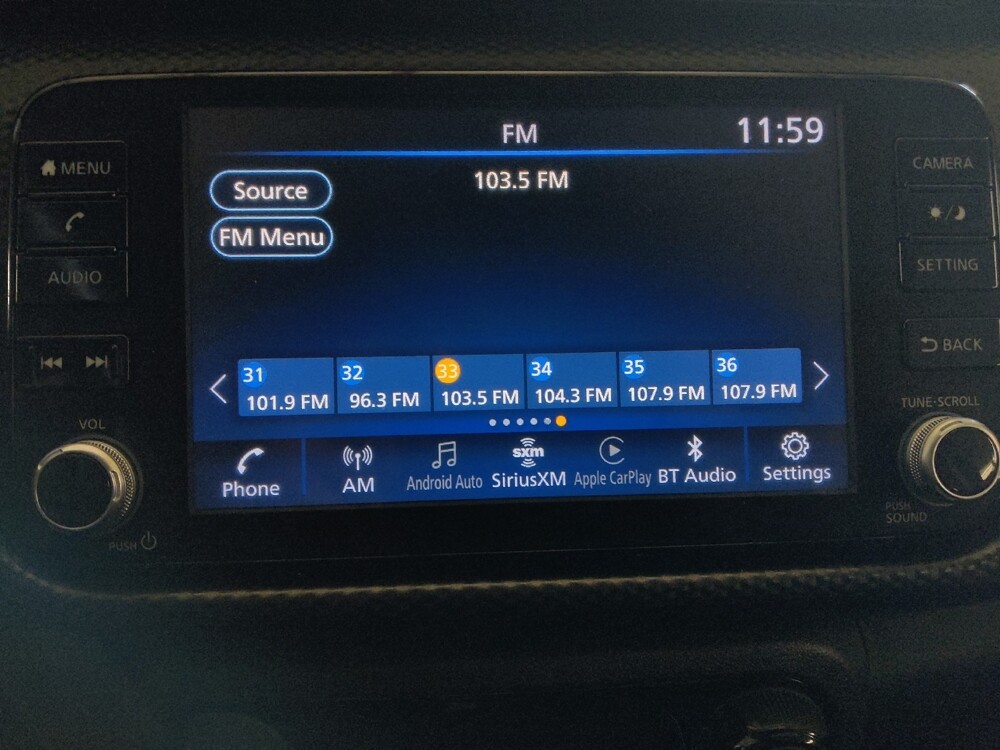 FM
11:59
MENU
CAMERA
Source
103.5 FM
FM Menu
AUDIO
SETTING
BACK
31
32
33
34
35
36
101.9 FM
96.3 FM
103.5 FM
104.3 FM
107.9 FM
107.9 FM
VOL
TUNE·SCROLL
sxm
Phone
AM
Android Auto
SiriusXM
Apple CarPlay
BT Audio
Settings
PUSH
PUSH
SOUND